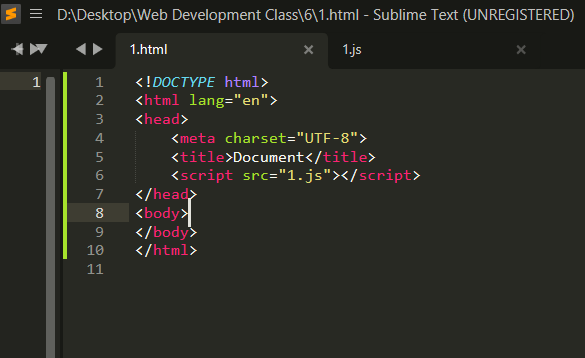 D:\Desktop\Web Development Class\6\1.html - Sublime Text (UNREGISTERED)
1.html 1.js
1
1 <!DOCTYPE html>
2 <html lang="en">
3 <head>
4     <meta charset="UTF-8">
5     <title>Document</title>
6     <script src="1.js"></script>
7 </head>
8 <body>
9 </body>
10 </html>
11